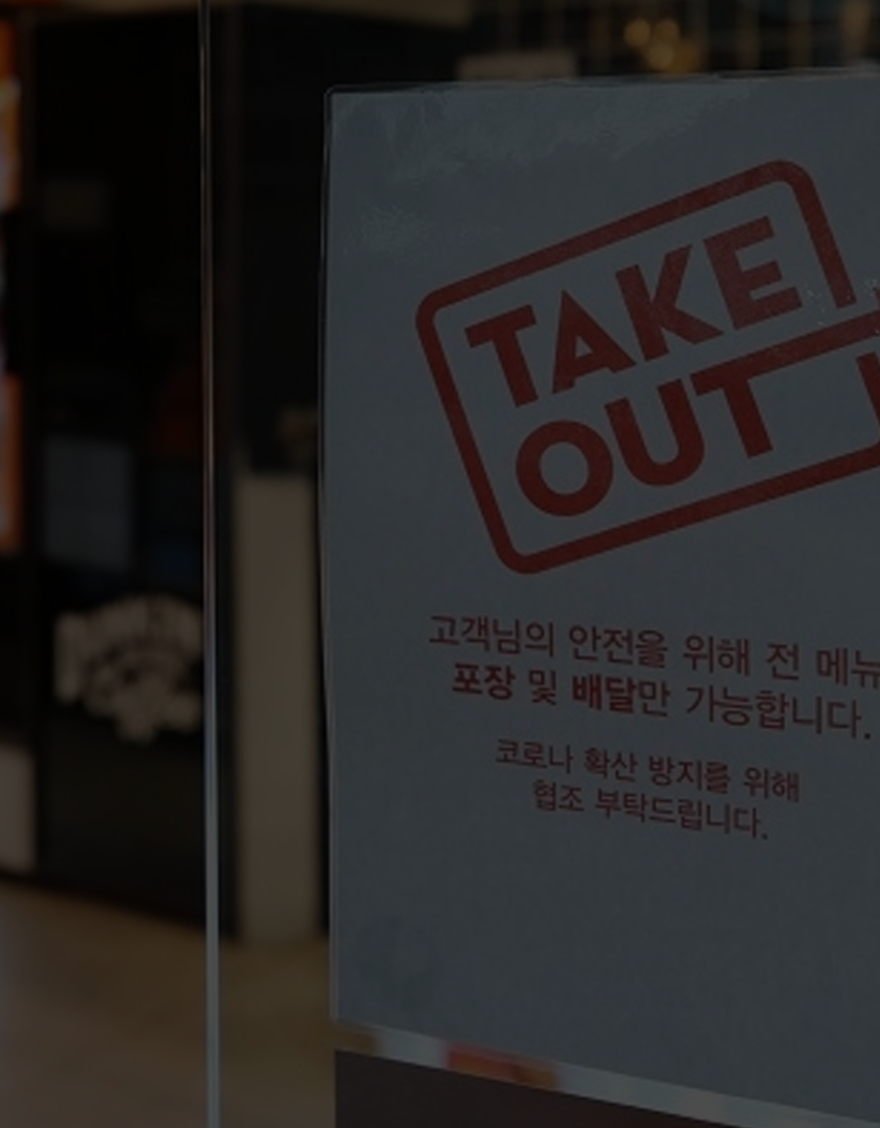 TAKE
OUT
고객님의 안전을 위해 전 메뉴
포장 및 배달만 가능합니다.
코로나 확산 방지를 위해
협조 부탁드립니다.